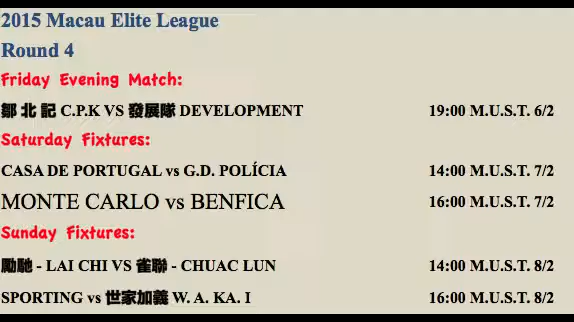 2015 Macau Elite League
Round 4
Friday Evening Match:
鄒 北 記 C.P.K VS 發展隊 DEVELOPMENT 19:00 M.U.S.T. 6/2
Saturday Fixtures:
CASA DE PORTUGAL vs G.D. POLÍCIA 14:00 M.U.S.T. 7/2
MONTE CARLO vs BENFICA 16:00 M.U.S.T. 7/2
Sunday Fixtures:
勵馳 - LAI CHI VS 雀聯 - CHUAC LUN 14:00 M.U.S.T. 8/2
SPORTING vs 世家加義 W. A. KA. I 16:00 M.U.S.T. 8/2